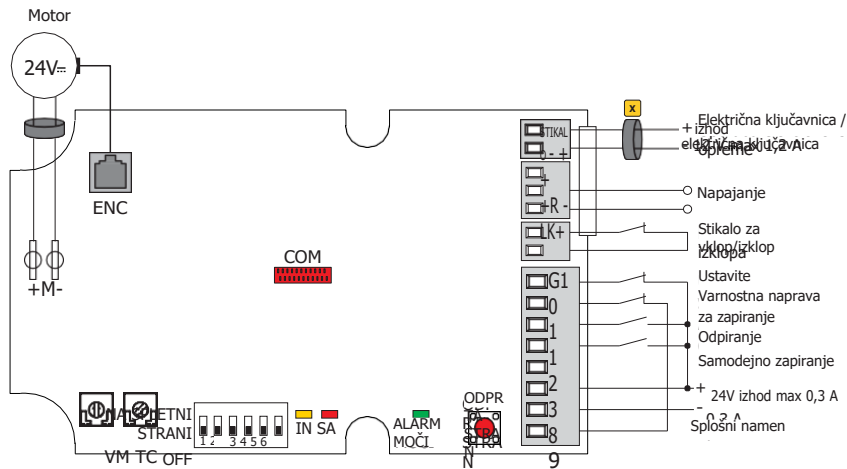 Motor
24V
ENC
+M-
COM
x
STIKAL
- +
+
+R -
LK+
G1
0
1
1
2
3
8
9
+ izhod
Električna ključavnica /
električna ključavnica
max 1,2 A
opreme
Napajanje
Stikalo za
vklop/izklop
izklopa
Ustavite
Varnostna naprava
za zapiranje
Odpiranje
Samodejno zapiranje
+ 24V izhod max 0,3 A
-
Splošni namen
NA SPLETNI
STRANI
1 2 3 4 5 6
IN SA
ALARM
MOČI
ODPR
STRA
N
VM TC OFF